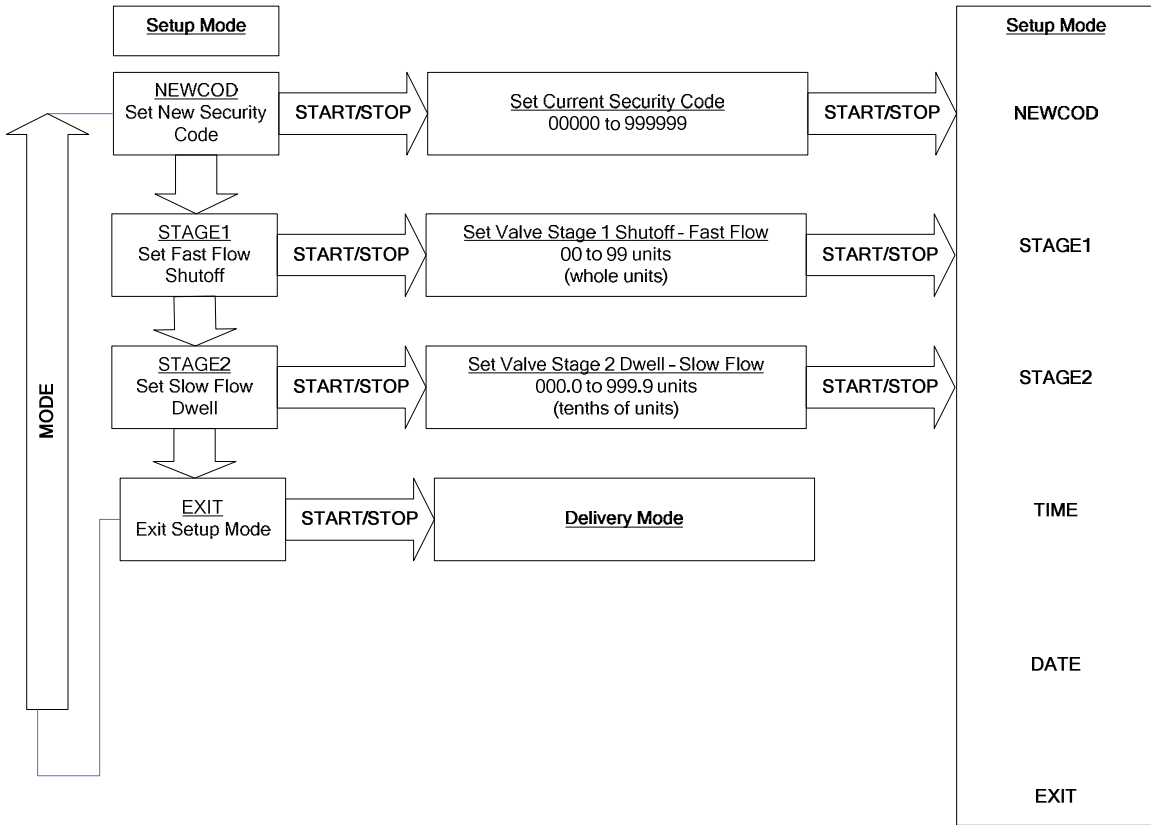 Setup Mode
Setup Mode
NEWCOD
Set New Security
Code
START/STOP
Set Current Security Code
00000 to 999999
START/STOP
NEWCOD
STAGE1
Set Fast Flow
Shutoff
START/STOP
Set Valve Stage 1 Shutoff - Fast Flow
00 to 99 units
(whole units)
START/STOP
STAGE1
STAGE2
Set Slow Flow
Dwell
START/STOP
Set Valve Stage 2 Dwell - Slow Flow
000.0 to 999.9 units
(tenths of units)
START/STOP
STAGE2
MODE
EXIT
Exit Setup Mode
START/STOP
Delivery Mode
TIME
DATE
EXIT